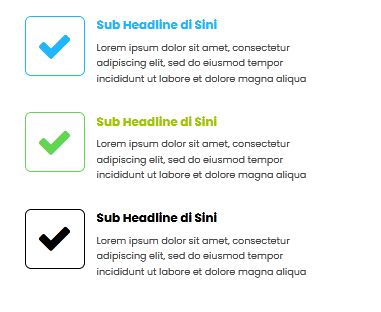 Sub Headline di Sini
Lorem ipsum dolor sit amet, consectetur
adipiscing elit, sed do eiusmod tempor
incididunt ut labore et dolore magna aliqua
Sub Headline di Sini
Lorem ipsum dolor sit amet, consectetur
adipiscing elit, sed do eiusmod tempor
incididunt ut labore et dolore magna aliqua
Sub Headline di Sini
Lorem ipsum dolor sit amet, consectetur
adipiscing elit, sed do eiusmod tempor
incididunt ut labore et dolore magna aliqua